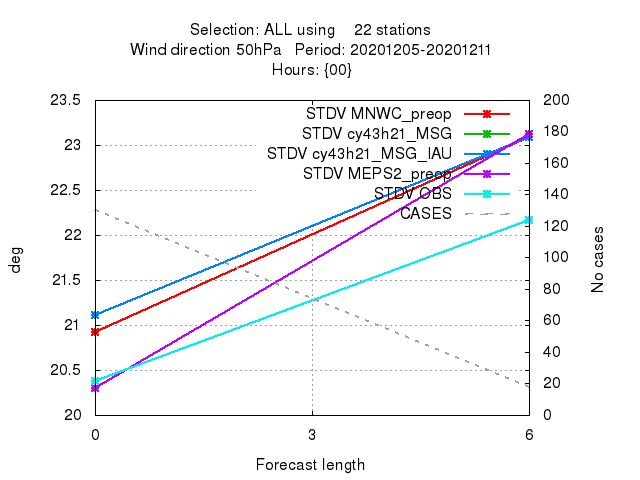 Selection: ALL using 22 stations
Wind direction 50hPa Period: 20201205-20201211
Hours: {00}
23.5
23
22.5
22
21.5
21
20.5
20
200
180
160
140
120
100
80
60
40
20
0
STDV MNWC_preop
STDV cy43h21_MSG
STDV cy43h21_MSG_IAU
STDV MEPS2_preop
STDV OBS
CASES
deg
No cases
0
3
6
Forecast length